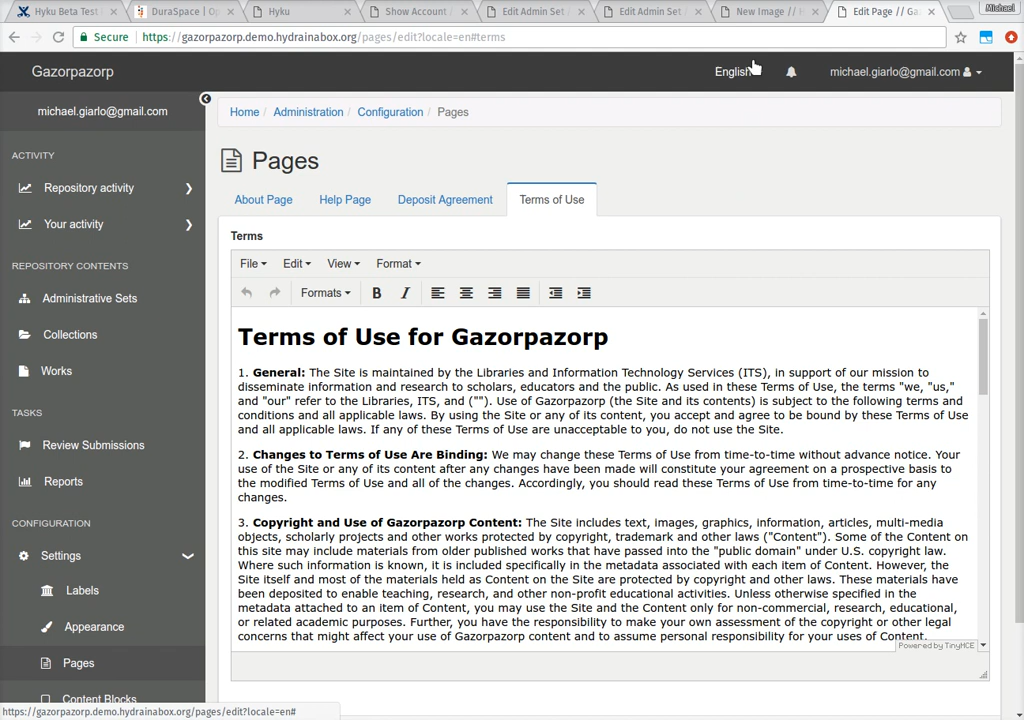 Hyku Beta Test
DuraSpace | Op
Hyku
Show Account /
Edit Admin Set
Edit Admin Set
New Image // H
Edit Page // Ga
Michael
Secure
https://gazorpazorp.demo.hydrainabox.org/pages/edit?locale=en#terms
Gazorpazorp
English
michael.giarlo@gmail.com
michael.giarlo@gmail.com
Home / Administration / Configuration / Pages
ACTIVITY
Repository activity
Your activity
REPOSITORY CONTENTS
Administrative Sets
Collections
Works
TASKS
Review Submissions
Reports
CONFIGURATION
Settings
Labels
Appearance
Pages
Content Blocks
Pages
About Page
Help Page
Deposit Agreement
Terms of Use
Terms
File
Edit
View
Format
Formats
B
I
Terms of Use for Gazorpazorp
1. General: The Site is maintained by the Libraries and Information Technology Services (ITS), in support of our mission to
disseminate information and research to scholars, educators and the public. As used in these Terms of Use, the terms "we, "us,"
and "our" refer to the Libraries, ITS, and (""). Use of Gazorpazorp (the Site and its contents) is subject to the following terms and
conditions and all applicable laws. By using the Site or any of its content, you accept and agree to be bound by these Terms of Use
and all applicable laws. If any of these Terms of Use are unacceptable to you, do not use the Site.
2. Changes to Terms of Use Are Binding: We may change these Terms of Use from time-to-time without advance notice. Your
use of the Site or any of its content after any changes have been made will constitute your agreement on a prospective basis to
the modified Terms of Use and all of the changes. Accordingly, you should read these Terms of Use from time-to-time for any
changes.
3. Copyright and Use of Gazorpazorp Content: The Site includes text, images, graphics, information, articles, multi-media
objects, scholarly projects and other works protected by copyright, trademark and other laws ("Content"). Some of the Content on
this site may include materials from older published works that have passed into the "public domain" under U.S. copyright law.
Where such information is known, it is included specifically in the metadata associated with each item of Content. However, the
Site itself and most of the materials held as Content on the Site are protected by copyright and other laws. These materials have
been deposited to enable teaching, research, and other non-profit educational activities. Unless otherwise specified in the
metadata attached to an item of Content, you may use the Site and the Content only for non-commercial, research, educational,
or related academic purposes. Further, you have the responsibility to make your own assessment of the copyright or other legal
concerns that might affect your use of Gazorpazorp content and to assume personal responsibility for your uses of Content.
Powered by TinyMCE
https://gazorpazorp.demo.hydrainabox.org/pages/edit?locale=en#